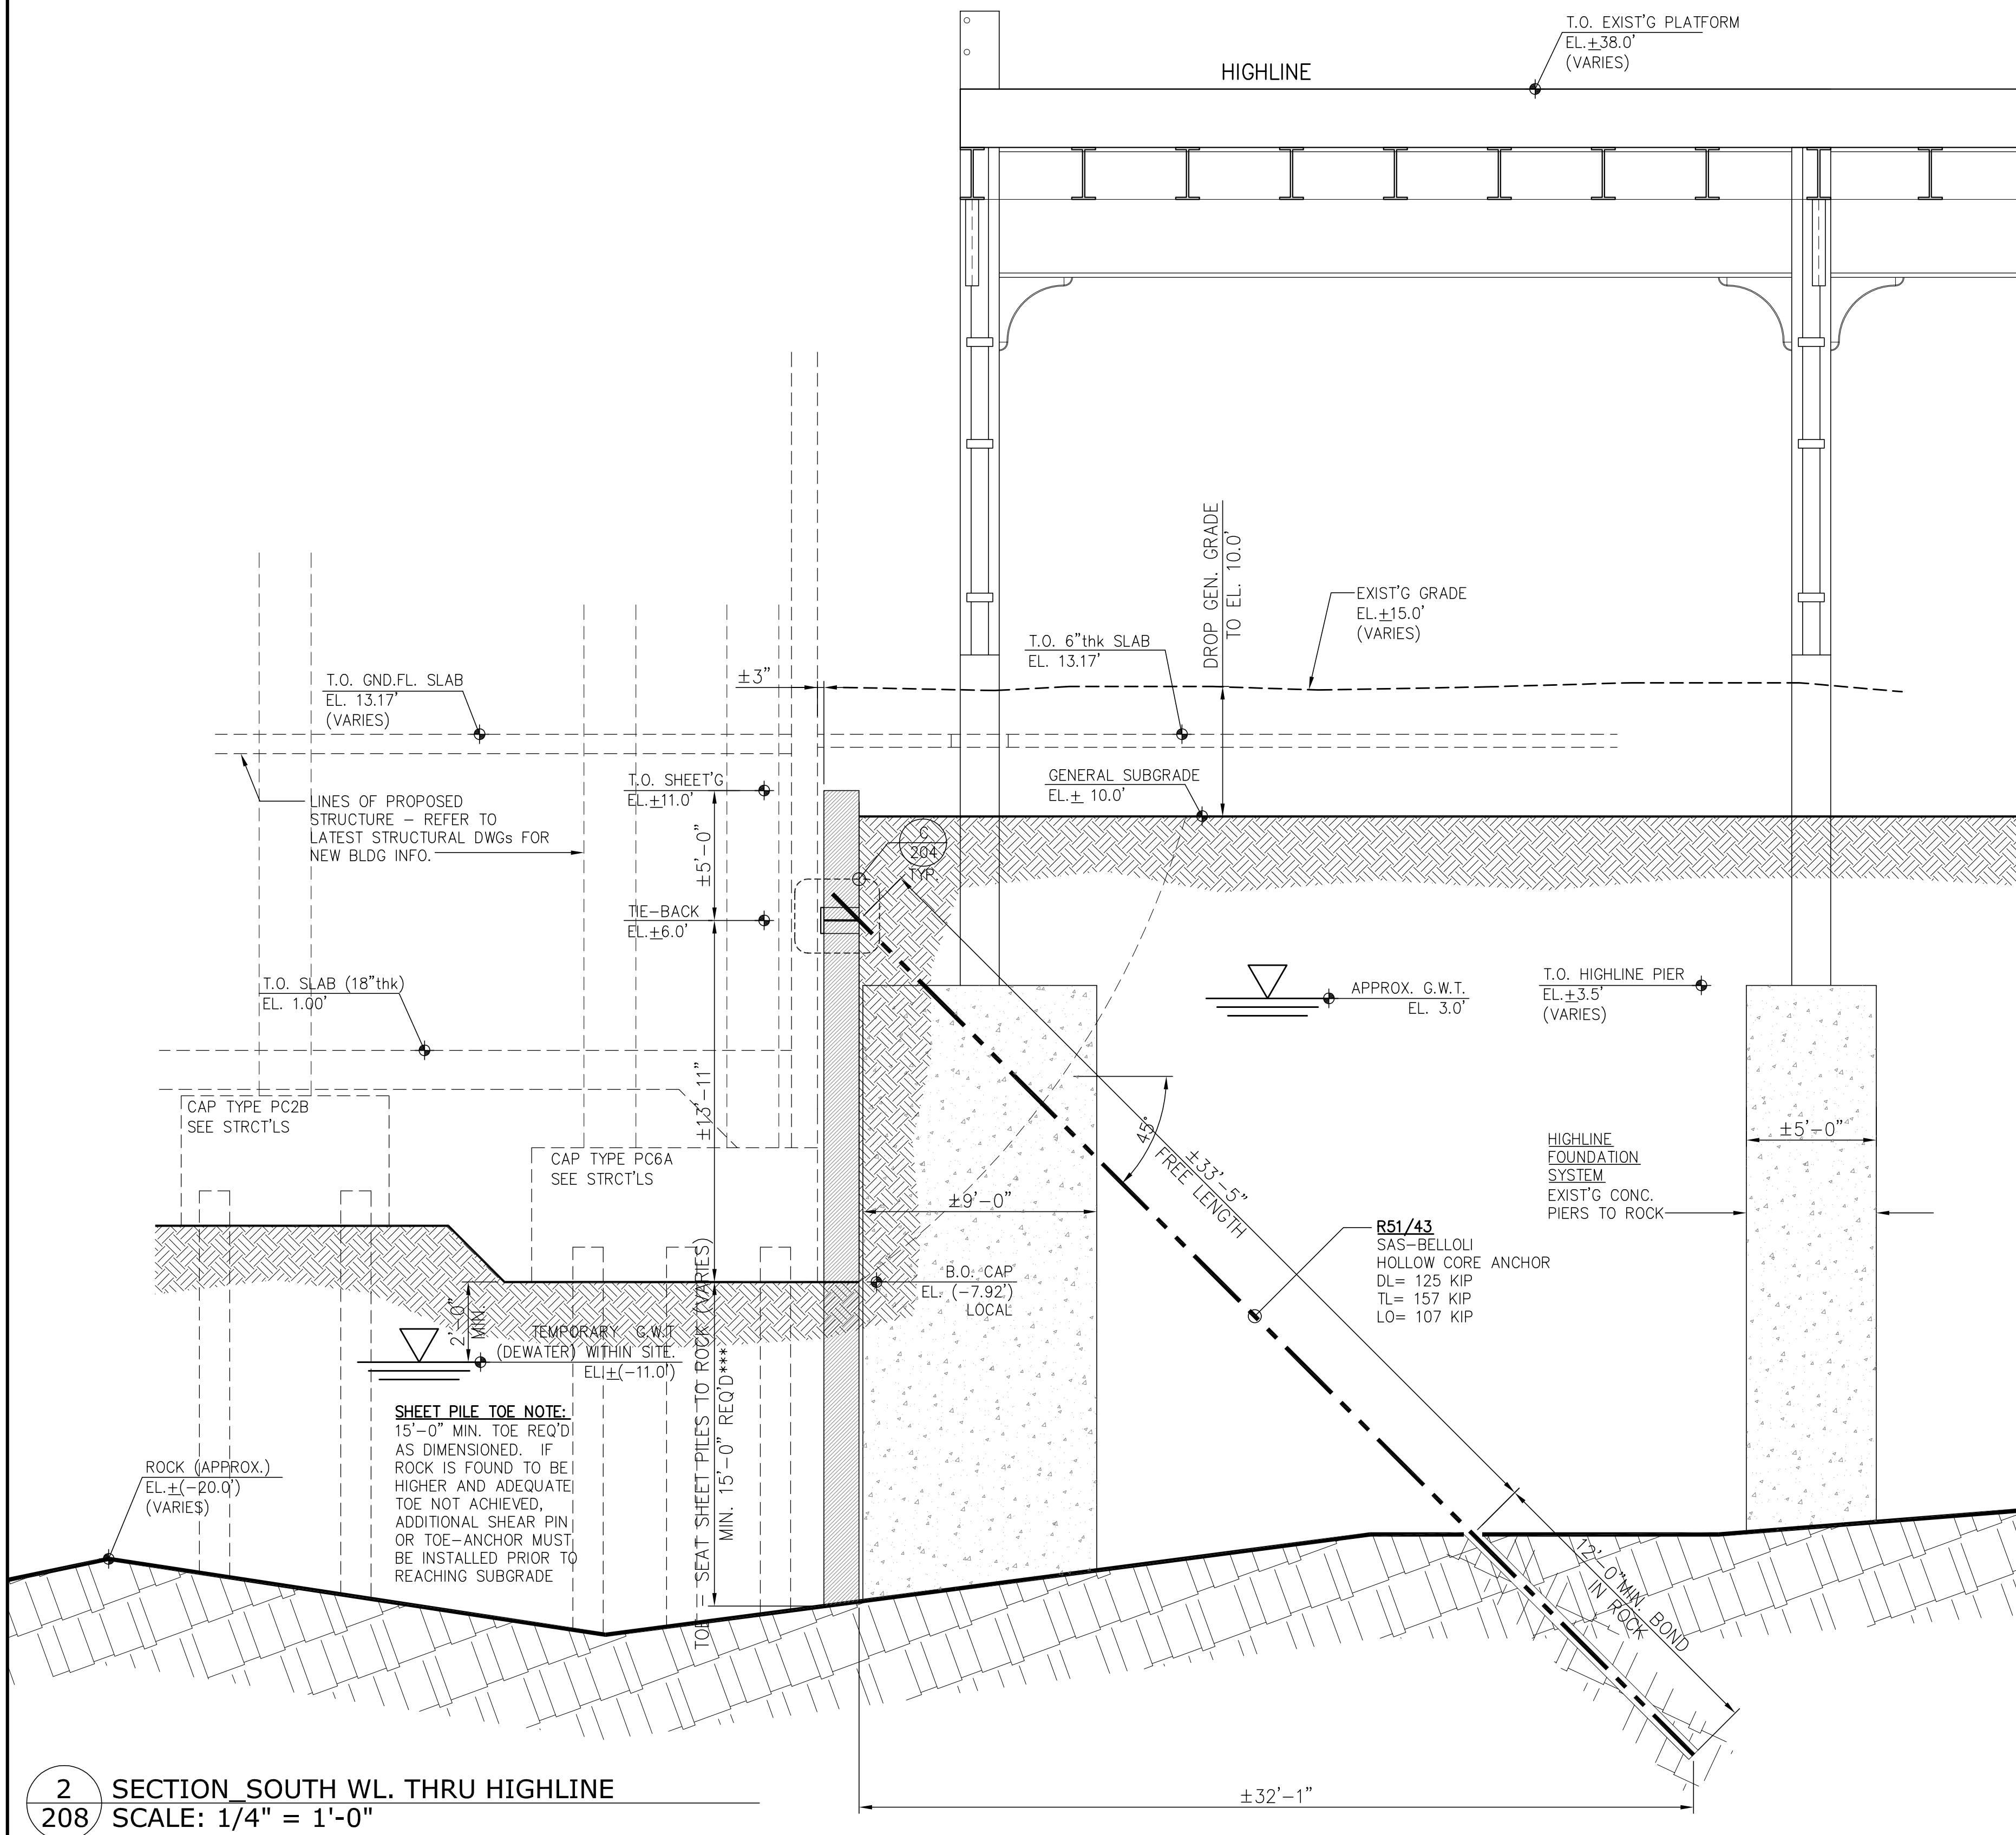 T.O. EXIST'G PLATFORM
EL.±38.0'
(VARIES)
HIGHLINE
DROP GEN. GRADE
TO EL. 10.0'
EXIST'G GRADE
EL.±15.0'
(VARIES)
T.O. 6"thk SLAB
EL. 13.17'
±3"
T.O. GND.FL. SLAB
EL. 13.17'
(VARIES)
GENERAL SUBGRADE
EL.± 10.0'
T.O. SHEET'G
EL.±11.0'
LINES OF PROPOSED
STRUCTURE – REFER TO
LATEST STRUCTURAL DWGs FOR
NEW BLDG INFO.
±5'-0"
C
204
TYP.
TIE-BACK
EL.±6.0'
T.O. SLAB (18"thk)
EL. 1.00'
APPROX. G.W.T.
EL. 3.0'
T.O. HIGHLINE PIER
EL.±3.5'
(VARIES)
±13'-11"
CAP TYPE PC2B
SEE STRCT'LS
CAP TYPE PC6A
SEE STRCT'LS
45°
±33'-5"
FREE LENGTH
±9'-0"
±5'-0"
HIGHLINE
FOUNDATION
SYSTEM
EXIST'G CONC.
PIERS TO ROCK
R51/43
SAS-BELLOLI
HOLLOW CORE ANCHOR
DL= 125 KIP
TL= 157 KIP
LO= 107 KIP
B.O. CAP
EL. (-7.92')
LOCAL
2'-0"
MIN.
TEMPORARY G.W.T
(DEWATER) WITHIN SITE.
EL.±(-11.0')
TOE - SEAT SHEET PILES TO ROCK (VARIES)
MIN. 15'-0" REQ'D***
SHEET PILE TOE NOTE:
15'-0" MIN. TOE REQ'D
AS DIMENSIONED. IF
ROCK IS FOUND TO BE
HIGHER AND ADEQUATE
TOE NOT ACHIEVED,
ADDITIONAL SHEAR PIN
OR TOE-ANCHOR MUST
BE INSTALLED PRIOR TO
REACHING SUBGRADE
ROCK (APPROX.)
EL.±(-20.0')
(VARIES)
12'-0"MIN. BOND
IN ROCK
±32'-1"
2
208
SECTION_SOUTH WL. THRU HIGHLINE
SCALE: 1/4" = 1'-0"